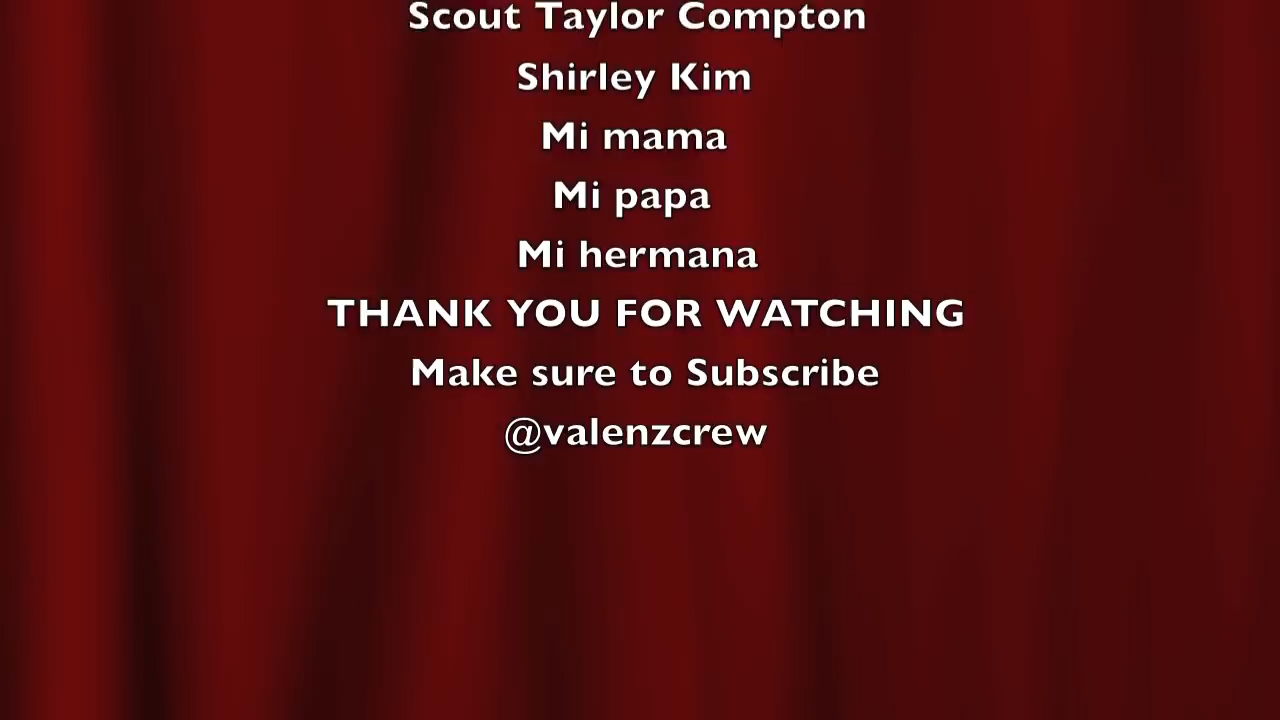 Scout Taylor Compton
Shirley Kim
Mi mama
Mi papa
Mi hermana
THANK YOU FOR WATCHING
Make sure to Subscribe
@valenzcrew